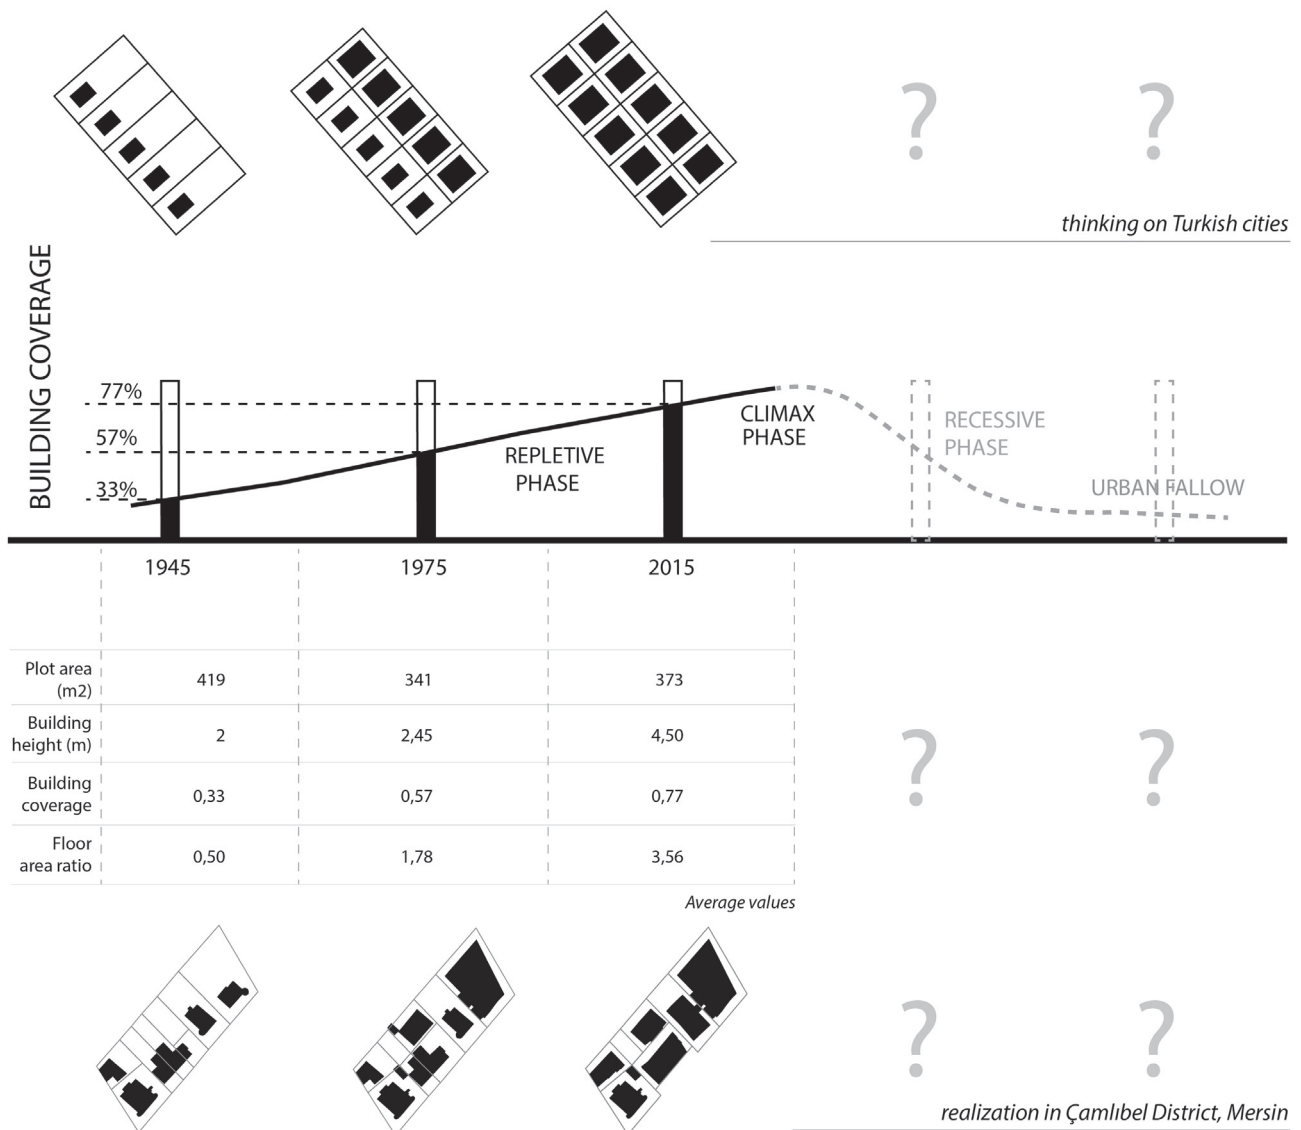 ? ?
thinking on Turkish cities
BUILDING COVERAGE
77%
57%
33%
REPLETIVE
PHASE
CLIMAX
PHASE
RECESSIVE
PHASE
URBAN FALLOW
1945 1975 2015
Plot area
(m2) 419 341 373
Building
height (m) 2 2,45 4,50
? ?
Building
coverage 0,33 0,57 0,77
Floor
area ratio 0,50 1,78 3,56
Average values
? ?
realization in Çamlıbel District, Mersin